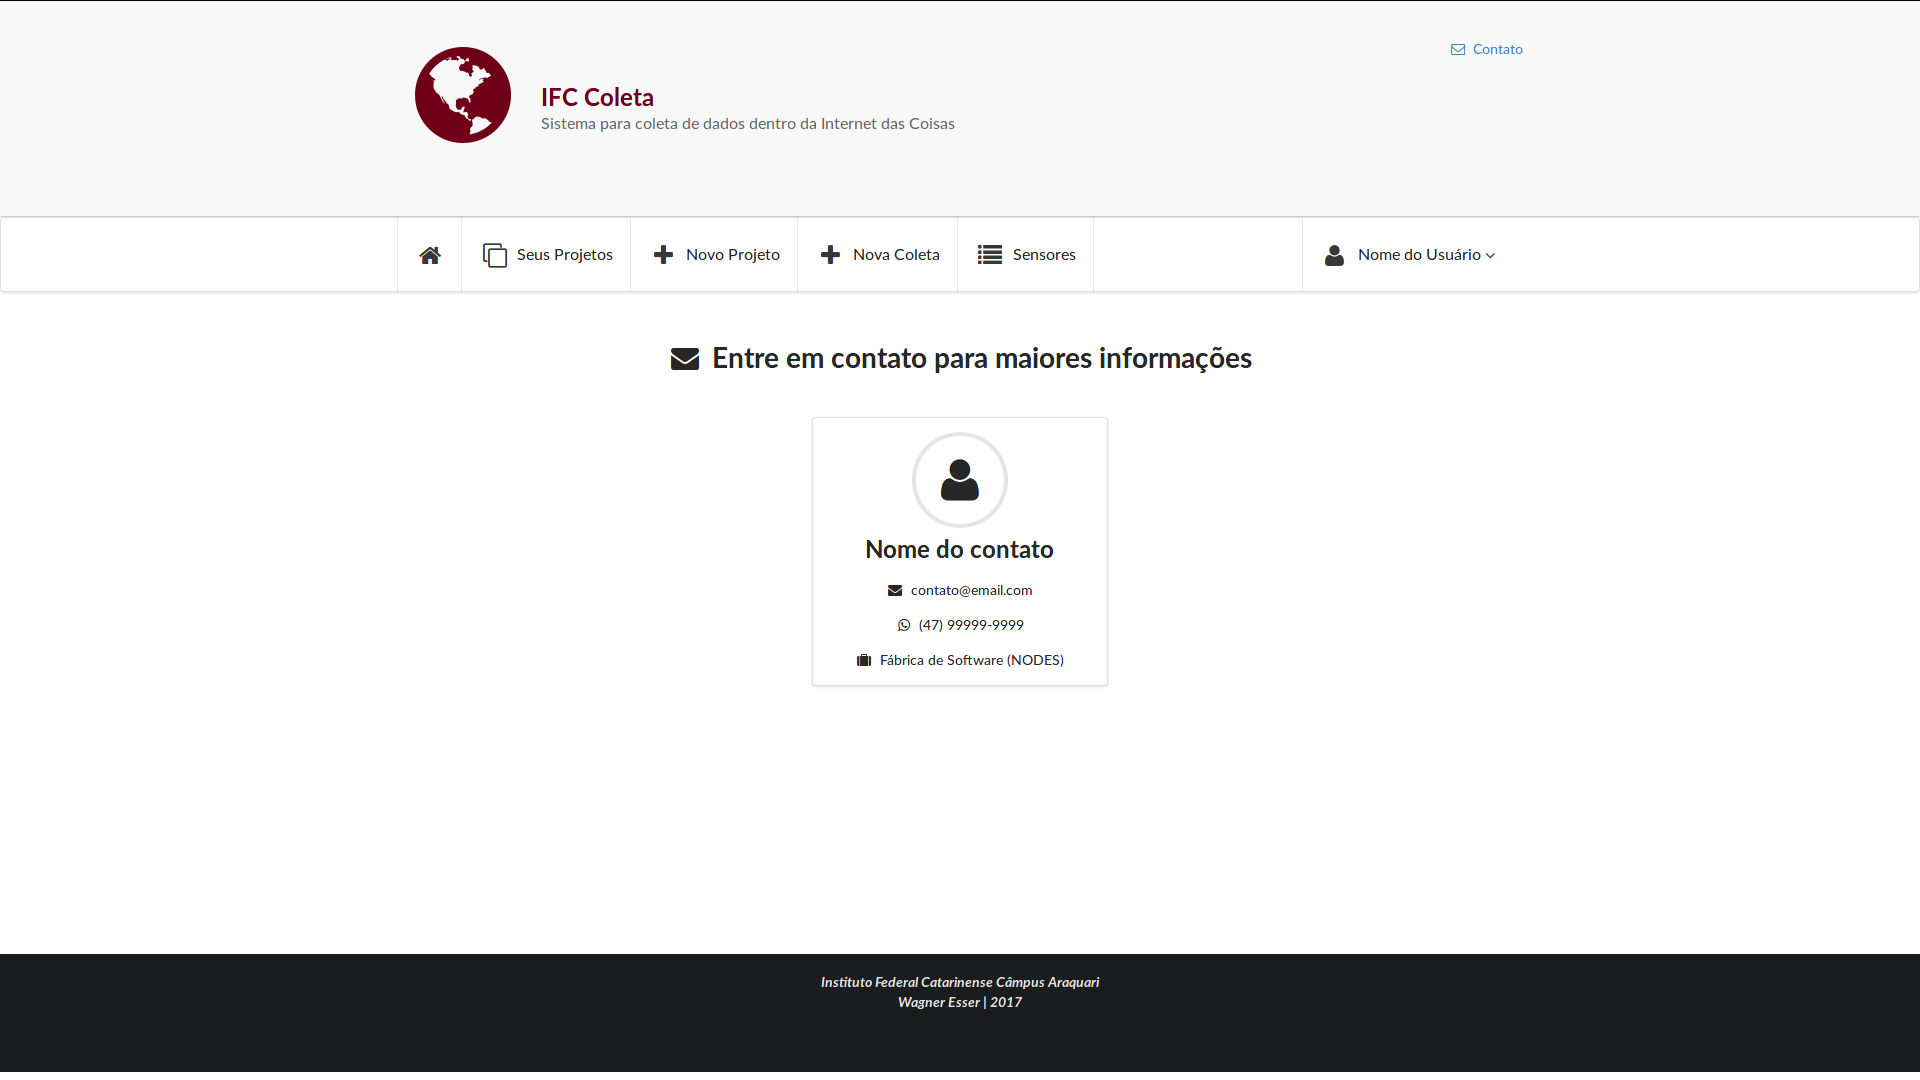 Contato
IFC Coleta
Sistema para coleta de dados dentro da Internet das Coisas
Seus Projetos
Novo Projeto
Nova Coleta
Sensores
Nome do Usuário
Entre em contato para maiores informações
Nome do contato
contato@email.com
(47) 99999-9999
Fábrica de Software (NODES)
Instituto Federal Catarinense Câmpus Araquari
Wagner Esser | 2017